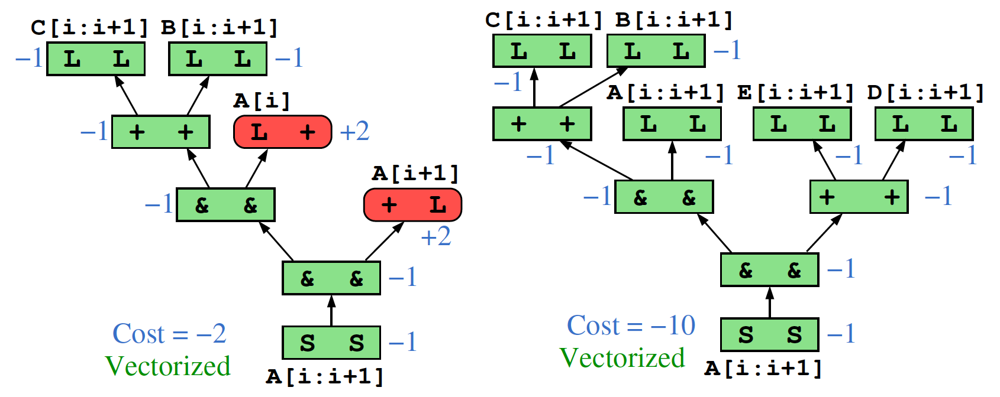 C[i:i+1] B[i:i+1]
−1 L L L L −1
A[i]
−1 + + L + +2
A[i+1]
−1 & & + L
+2
& & −1
Cost = −2
S S −1
Vectorized
A[i:i+1]
C[i:i+1] B[i:i+1]
L L L L −1
−1
A[i:i+1] E[i:i+1] D[i:i+1]
+ + L L L L L L
−1 −1 −1 −1
−1 & & + + −1
& & −1
Cost = −10
S S −1
Vectorized
A[i:i+1]